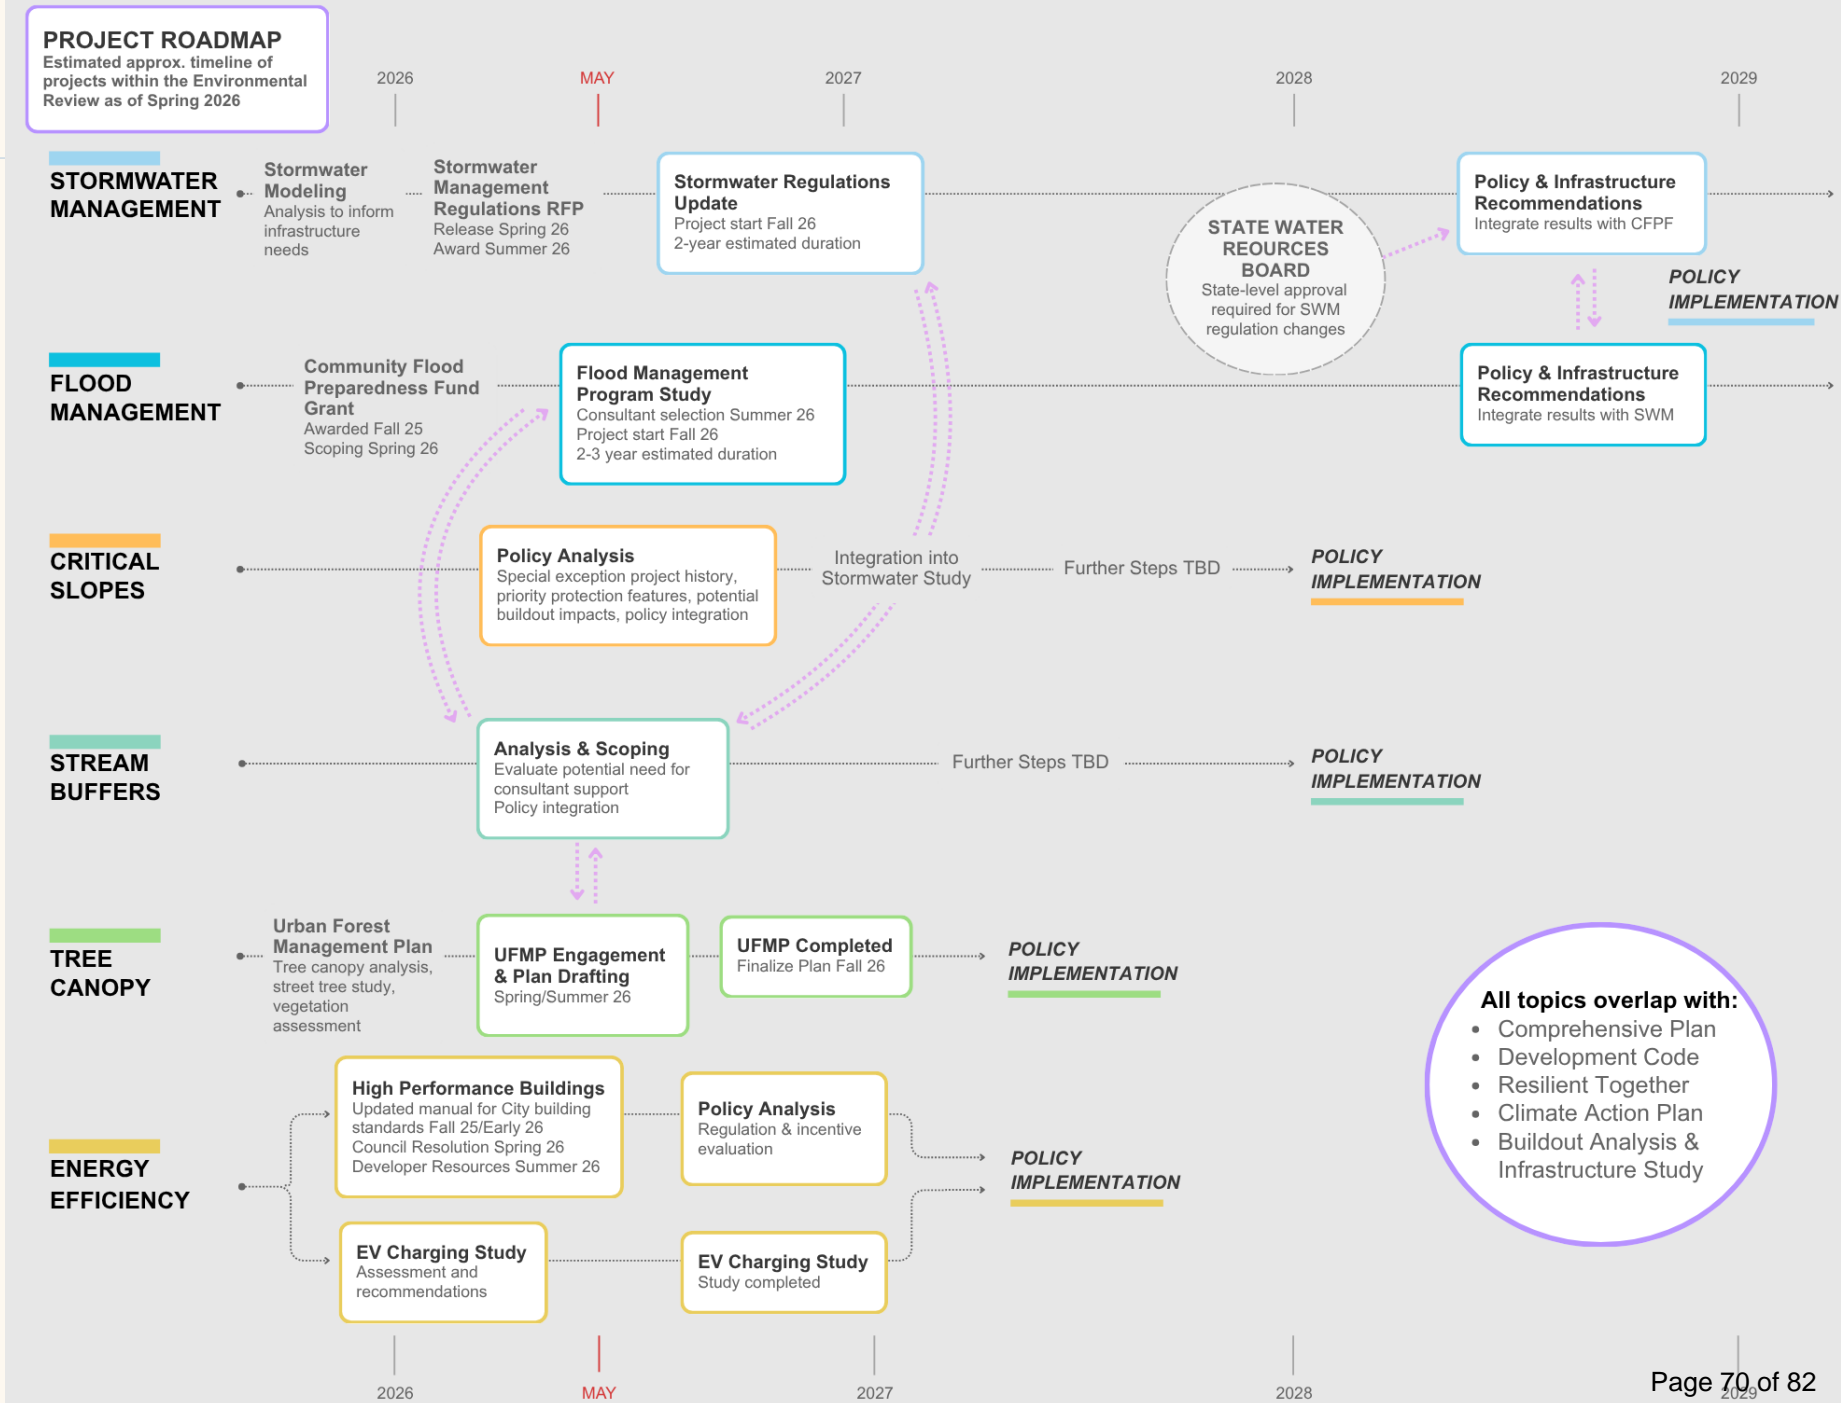 PROJECT ROADMAP
Estimated approx. timeline of
projects within the Environmental
Review as of Spring 2026
2026
MAY
2027
2028
2029
STORMWATER
MANAGEMENT
Stormwater
Modeling
Analysis to inform
infrastructure
needs
Stormwater
Management
Regulations RFP
Release Spring 26
Award Summer 26
Stormwater Regulations
Update
Project start Fall 26
2-year estimated duration
STATE WATER
REOURCES
BOARD
State-level approval
required for SWM
regulation changes
Policy & Infrastructure
Recommendations
Integrate results with CFPF
POLICY
IMPLEMENTATION
FLOOD
MANAGEMENT
Community Flood
Preparedness Fund
Grant
Awarded Fall 25
Scoping Spring 26
Flood Management
Program Study
Consultant selection Summer 26
Project start Fall 26
2-3 year estimated duration
Policy & Infrastructure
Recommendations
Integrate results with SWM
CRITICAL
SLOPES
Policy Analysis
Special exception project history,
priority protection features, potential
buildout impacts, policy integration
Integration into
Stormwater Study
Further Steps TBD
POLICY
IMPLEMENTATION
STREAM
BUFFERS
Analysis & Scoping
Evaluate potential need for
consultant support
Policy integration
Further Steps TBD
POLICY
IMPLEMENTATION
TREE
CANOPY
Urban Forest
Management Plan
Tree canopy analysis,
street tree study,
vegetation
assessment
UFMP Engagement
& Plan Drafting
Spring/Summer 26
UFMP Completed
Finalize Plan Fall 26
POLICY
IMPLEMENTATION
ENERGY
EFFICIENCY
High Performance Buildings
Updated manual for City building
standards Fall 25/Early 26
Council Resolution Spring 26
Developer Resources Summer 26
Policy Analysis
Regulation & incentive
evaluation
EV Charging Study
Assessment and
recommendations
EV Charging Study
Study completed
POLICY
IMPLEMENTATION
All topics overlap with:
• Comprehensive Plan
• Development Code
• Resilient Together
• Climate Action Plan
• Buildout Analysis &
Infrastructure Study
2026
MAY
2027
2028
2029
Page 70 of 82